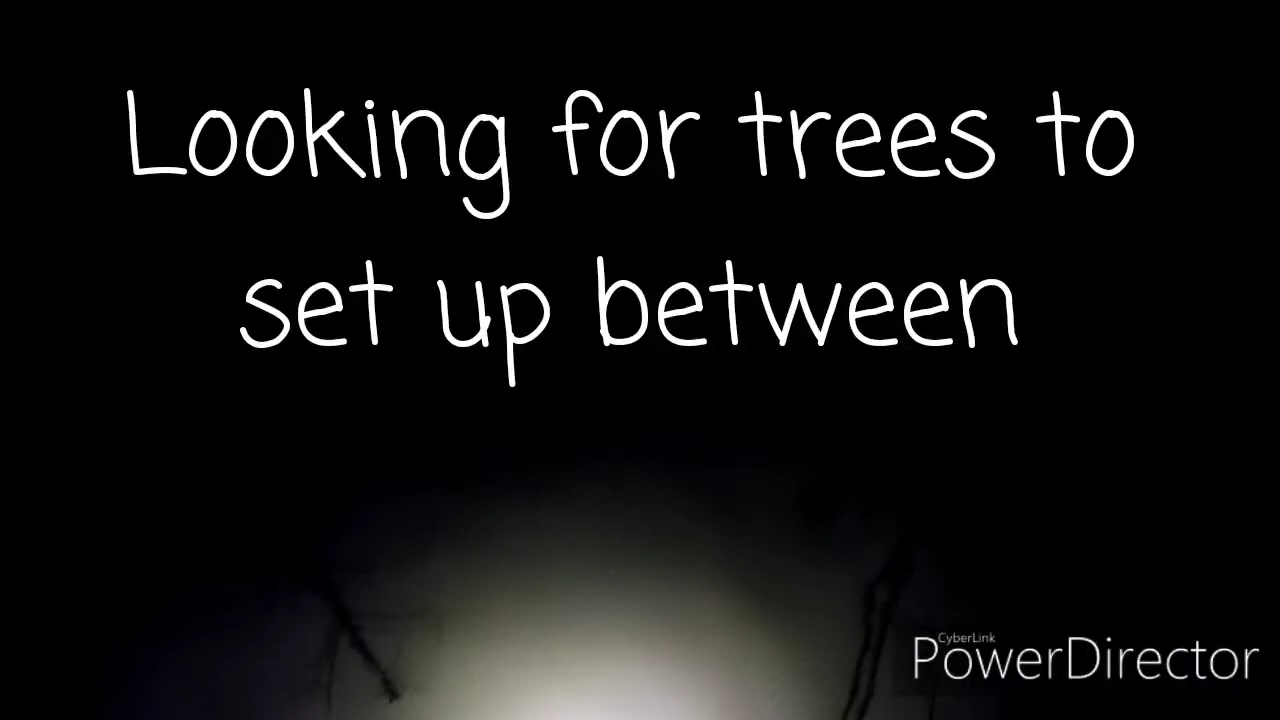 Looking for trees to
set up between
CyberLink
PowerDirector